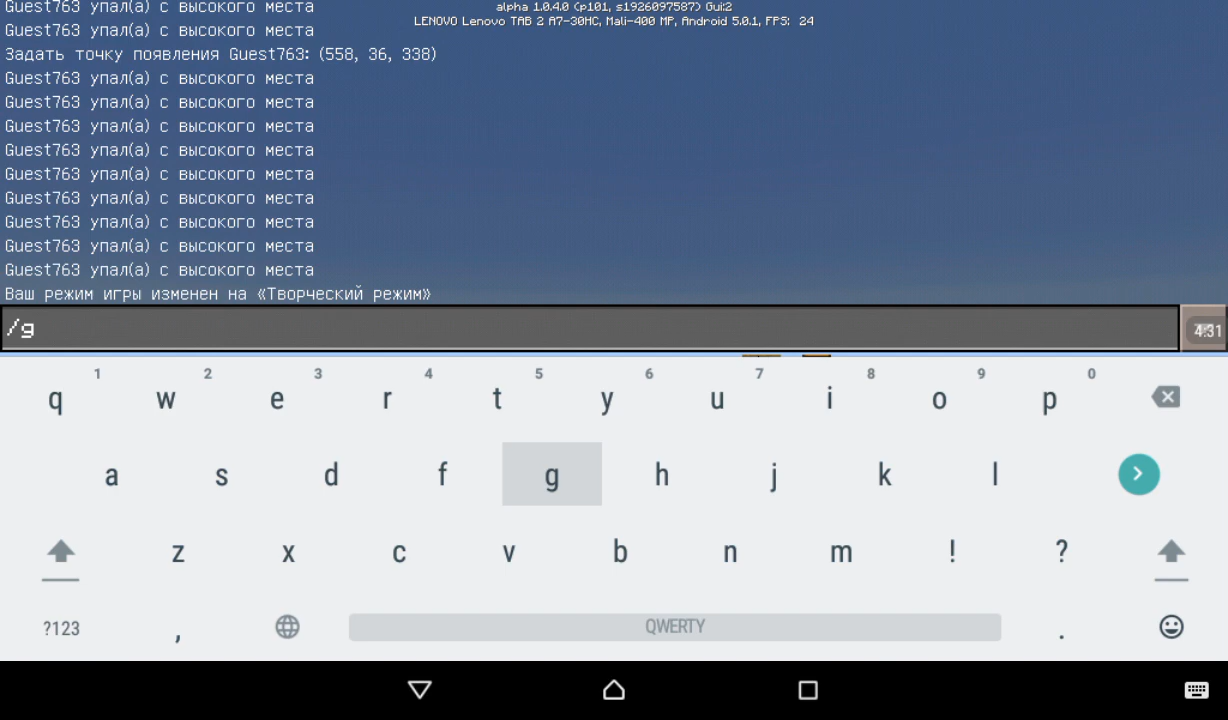 alpha 1.0.4.0 (p101, s1926097587) Gui:2
LENOVO Lenovo TAB 2 A7-30HC, Mali-400 MP, Android 5.0.1, FPS: 24
Guest763 упал(а) с высокого места
Guest763 упал(а) с высокого места
Задать точку появления Guest763: (558, 36, 338)
Guest763 упал(а) с высокого места
Guest763 упал(а) с высокого места
Guest763 упал(а) с высокого места
Guest763 упал(а) с высокого места
Guest763 упал(а) с высокого места
Guest763 упал(а) с высокого места
Guest763 упал(а) с высокого места
Guest763 упал(а) с высокого места
Guest763 упал(а) с высокого места
Ваш режим игры изменен на «Творческий режим»
/g
4:31
1 2 3 4 5 6 7 8 9 0
q w e r t y u i o p
a s d f g h j k l
z x c v b n m ! ?
?123 , QWERTY .